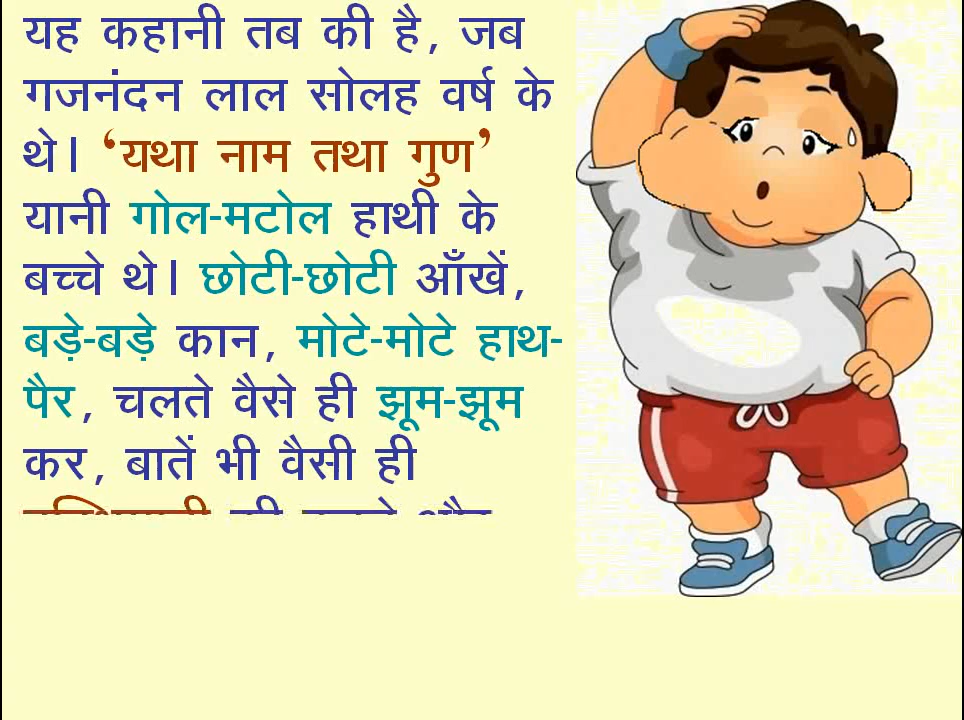 यह कहानी तब की है, जब
गजनंदन लाल सोलह वर्ष के
थे। ‘यथा नाम तथा गुण’
यानी गोल-मटोल हाथी के
बच्चे थे। छोटी-छोटी आँखें,
बड़े-बड़े कान, मोटे-मोटे हाथ-
पैर, चलते वैसे ही झूम-झूम
कर, बातें भी वैसी ही